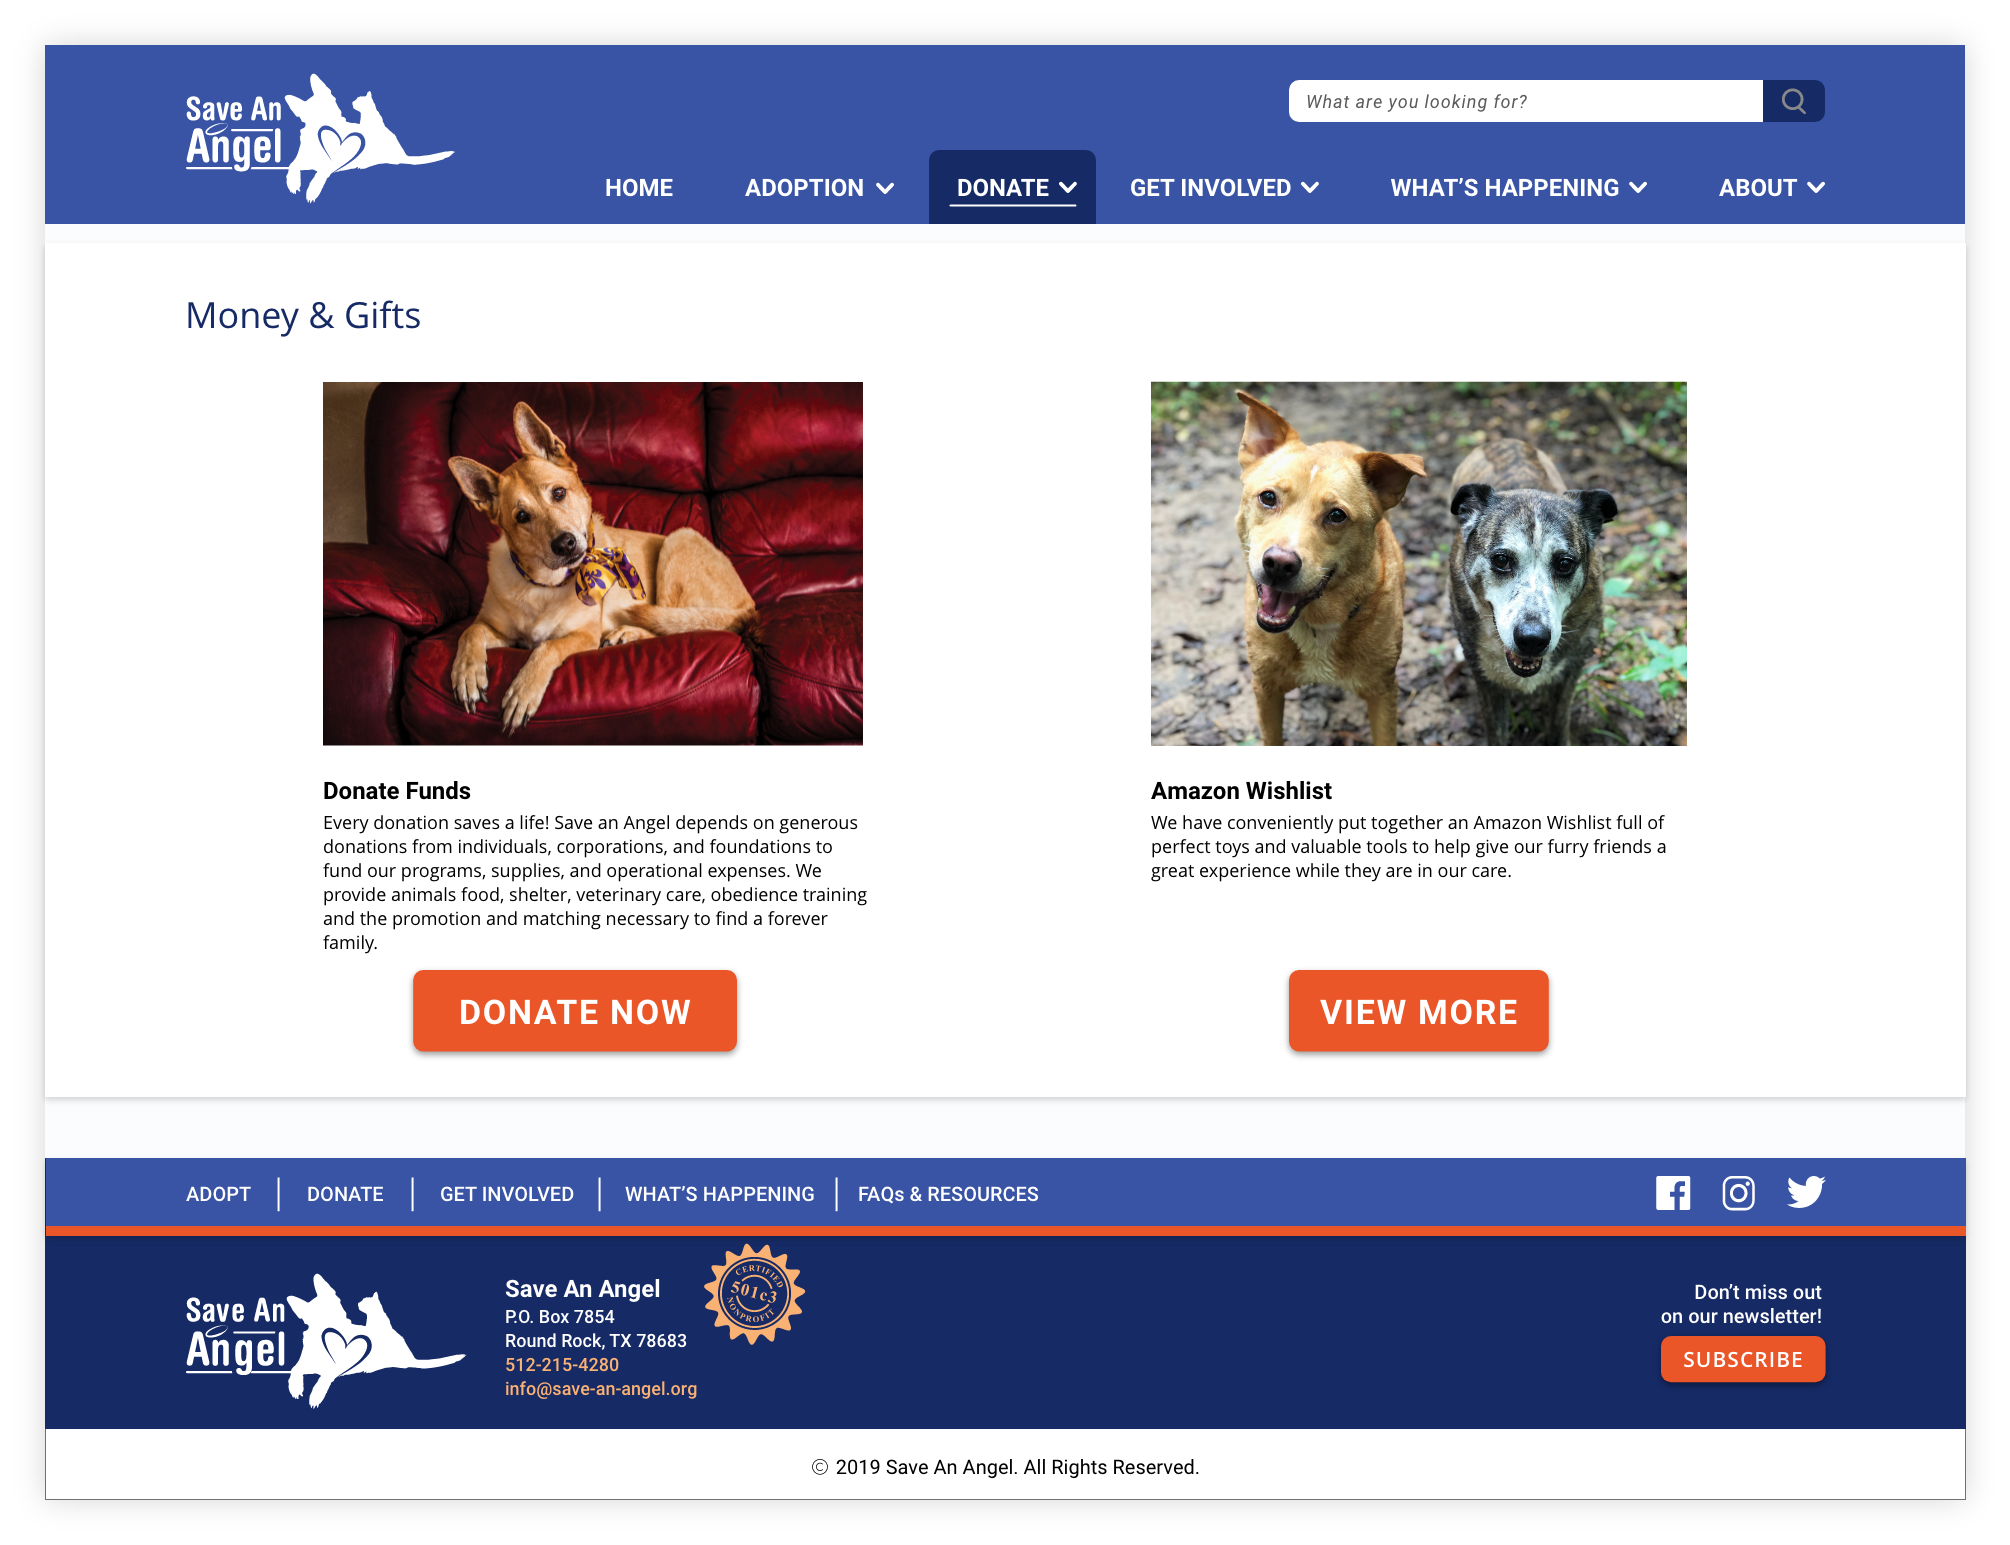 Save An
Angel
What are you looking for?
HOME
ADOPTION
DONATE
GET INVOLVED
WHAT’S HAPPENING
ABOUT
Money & Gifts
Donate Funds
Every donation saves a life! Save an Angel depends on generous
donations from individuals, corporations, and foundations to
fund our programs, supplies, and operational expenses. We
provide animals food, shelter, veterinary care, obedience training
and the promotion and matching necessary to find a forever
family.
DONATE NOW
Amazon Wishlist
We have conveniently put together an Amazon Wishlist full of
perfect toys and valuable tools to help give our furry friends a
great experience while they are in our care.
VIEW MORE
ADOPT
DONATE
GET INVOLVED
WHAT’S HAPPENING
FAQs & RESOURCES
Save An
Angel
Save An Angel
P.O. Box 7854
Round Rock, TX 78683
512-215-4280
info@save-an-angel.org
CERTIFIED
501c3
NONPROFIT
Don’t miss out
on our newsletter!
SUBSCRIBE
© 2019 Save An Angel. All Rights Reserved.